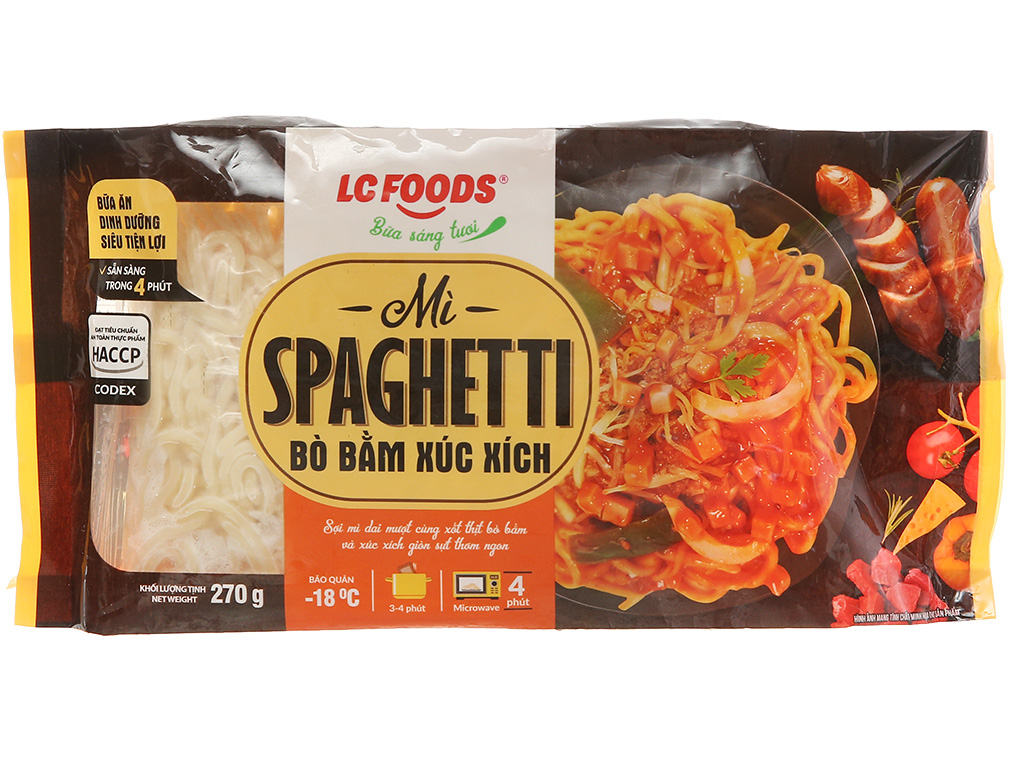 LC FOODS®
Bữa sáng tươi
BỮA ĂN
DINH DƯỠNG
SIÊU TIỆN LỢI
✓ SẴN SÀNG
TRONG 4 PHÚT
ĐẠT TIÊU CHUẨN
AN TOÀN THỰC PHẨM
HACCP
CODEX
Mì
SPAGHETTI
BÒ BẰM XÚC XÍCH
Sợi mì dai mượt cùng xốt thịt bò bằm
và xúc xích giòn sựt thơm ngon
KHỐI LƯỢNG TỊNH
NET WEIGHT
270 g
BẢO QUẢN
-18 ⁰C
3-4 phút
Microwave
4
phút
HÌNH ẢNH MANG TÍNH CHẤT MINH HỌA SẢN PHẨM